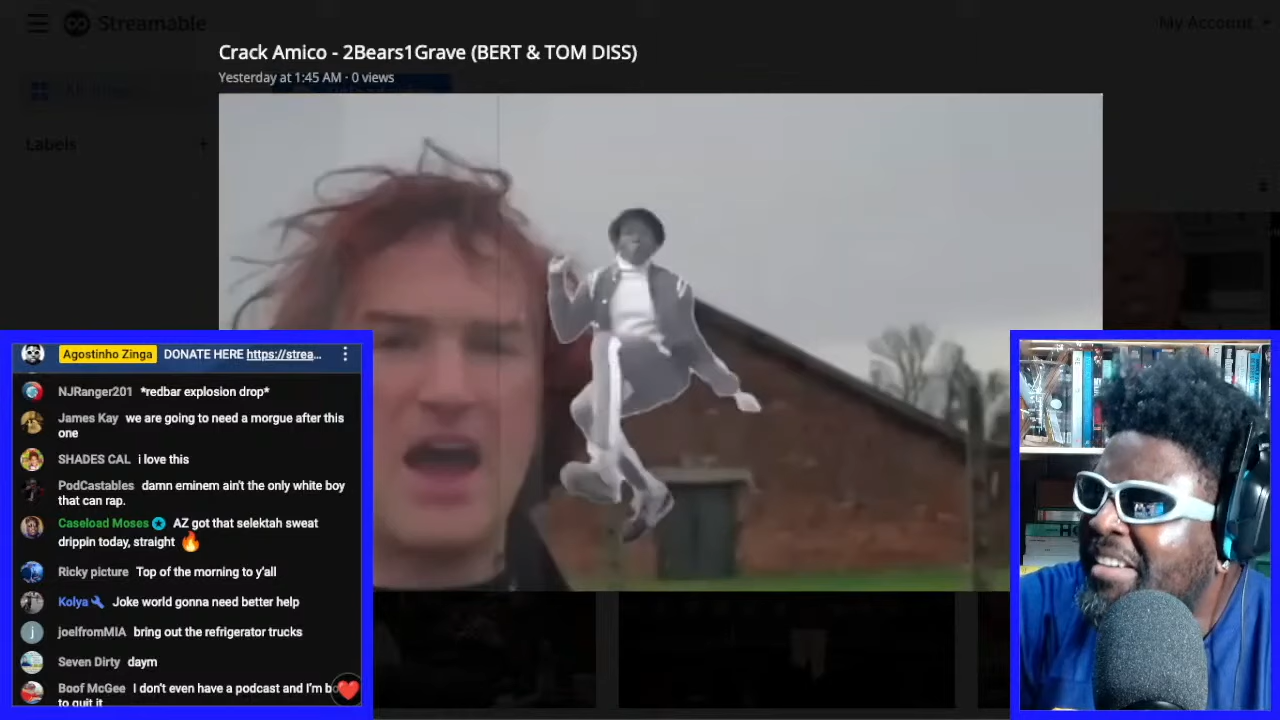 Streamable
My Account
Crack Amico - 2Bears1Grave (BERT & TOM DISS)
Yesterday at 1:45 AM · 0 views
Labels +
Agostinho Zinga DONATE HERE https://strea...
NJRanger201 *redbar explosion drop*
James Kay we are going to need a morgue after this
one
SHADES CAL i love this
PodCastables damn eminem ain't the only white boy
that can rap.
Caseload Moses AZ got that selektah sweat
drippin today, straight 🔥
Ricky picture Top of the morning to y'all
Kolya Joke world gonna need better help
j
joelfromMIA bring out the refrigerator trucks
Seven Dirty daym
Boof McGee I don't even have a podcast and I'm
to quit it